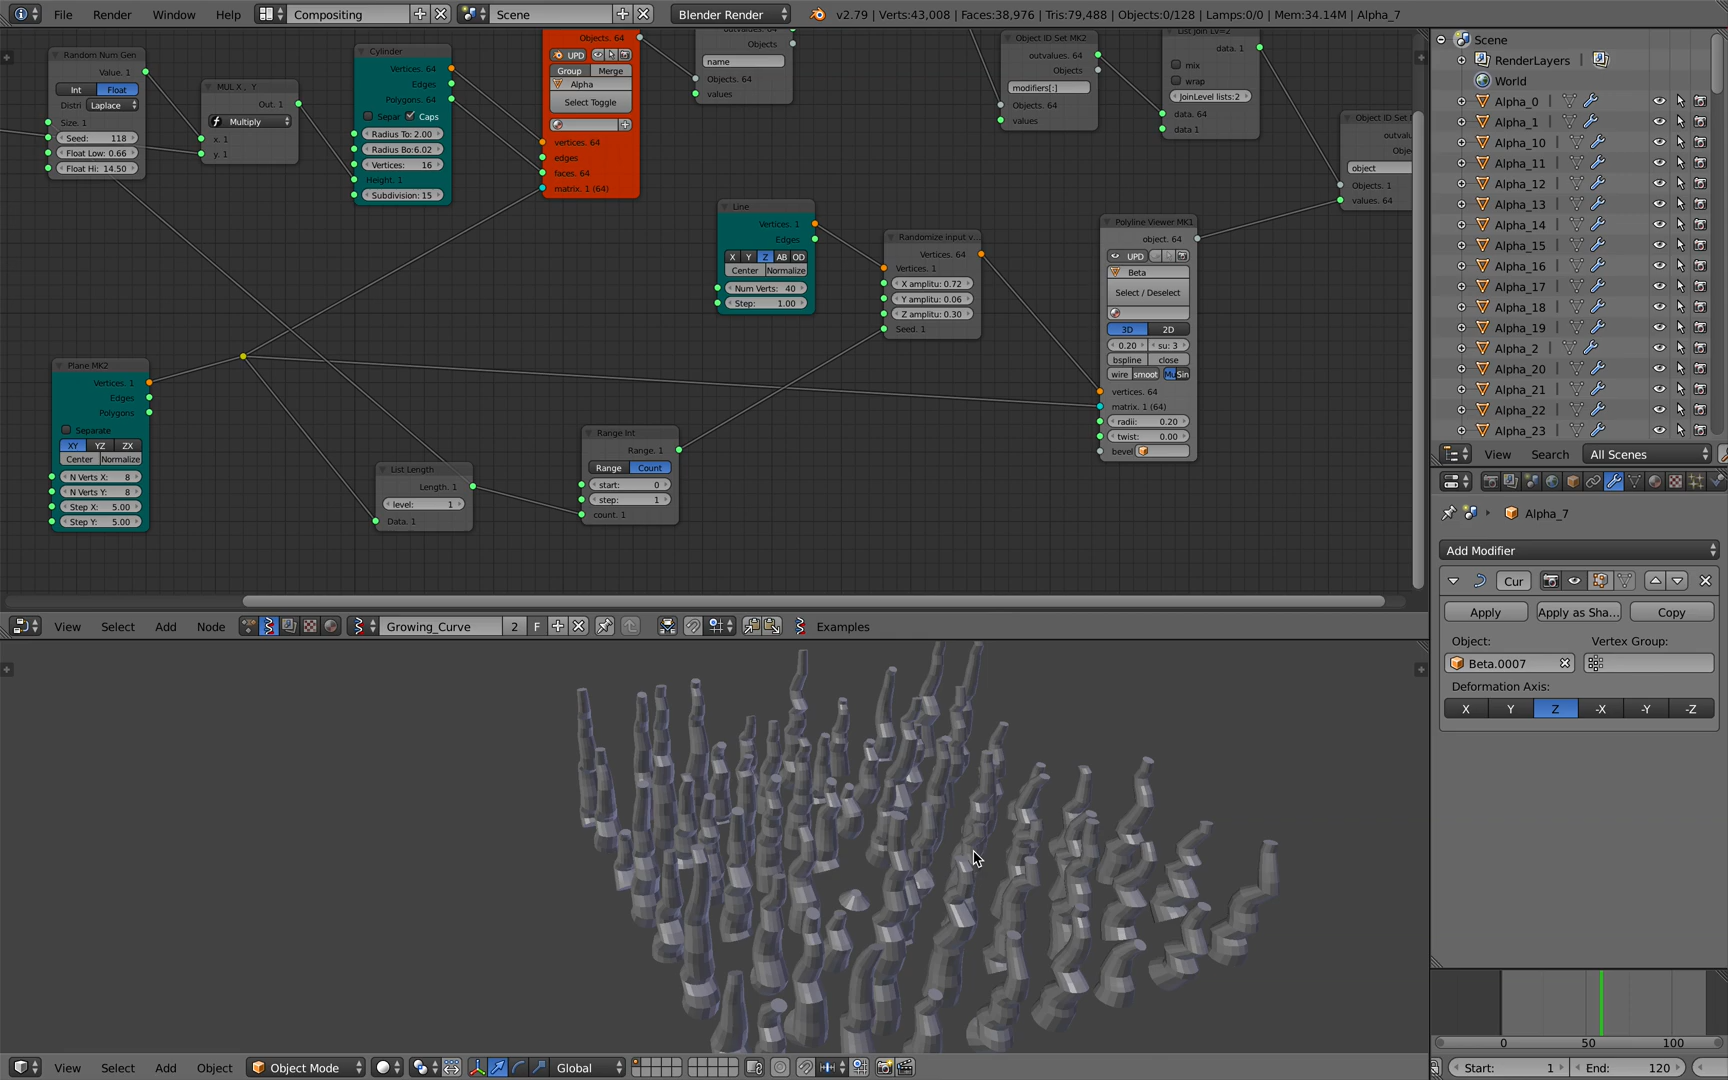 File Render Window Help Compositing Scene Blender Render v2.79 | Verts:43,008 | Faces:38,976 | Tris:79,488 | Objects:0/128 | Lamps:0/0 | Mem:34.14M | Alpha_7
Random Num Gen
Value. 1
Int Float
Distri Laplace
Size. 1
Seed: 118
Float Low: 0.66
Float Hi: 14.50
MUL X , Y
Out. 1
Multiply
x. 1
y. 1
Cylinder
Vertices. 64
Edges
Polygons. 64
Separ Caps
Radius To: 2.00
Radius Bo: 6.02
Vertices: 16
Height. 1
Subdivision: 15
Objects. 64
UPD
Group Merge
Alpha
Select Toggle
vertices. 64
edges
faces. 64
matrix. 1 (64)
outvalues. 64
Objects
name
Objects. 64
values
Object ID Set MK2
outvalues. 64
Objects
modifiers[:]
Objects. 64
values
List Join Lv=2
data. 1
mix
wrap
JoinLevel lists: 2
data. 64
data 1
Object ID Set M
outvalu
Obje
object
Objects. 1
values. 64
Line
Vertices. 1
Edges
X Y Z AB OD
Center Normalize
Num Verts: 40
Step: 1.00
Randomize input v...
Vertices. 64
Vertices. 1
X amplitu: 0.72
Y amplitu: 0.06
Z amplitu: 0.30
Seed. 1
Polyline Viewer MK1
object. 64
UPD
Beta
Select / Deselect
3D 2D
0.20 su: 3
bspline close
wire smoot Mu Sin
vertices. 64
matrix. 1 (64)
radii: 0.20
twist: 0.00
bevel
Plane MK2
Vertices. 1
Edges
Polygons
Separate
XY YZ ZX
Center Normalize
N Verts X: 8
N Verts Y: 8
Step X: 5.00
Step Y: 5.00
List Length
Length. 1
level: 1
Data. 1
Range Int
Range. 1
Range Count
start: 0
step: 1
count. 1
View Select Add Node Growing_Curve 2 F Examples
View Select Add Object Object Mode Global
Scene
RenderLayers
World
Alpha_0
Alpha_1
Alpha_10
Alpha_11
Alpha_12
Alpha_13
Alpha_14
Alpha_15
Alpha_16
Alpha_17
Alpha_18
Alpha_19
Alpha_2
Alpha_20
Alpha_21
Alpha_22
Alpha_23
View Search All Scenes
Alpha_7
Add Modifier
Cur
Apply Apply as Sha... Copy
Object: Vertex Group:
Beta.0007
Deformation Axis:
X Y Z -X -Y -Z
0 50 100
Start: 1 End: 120